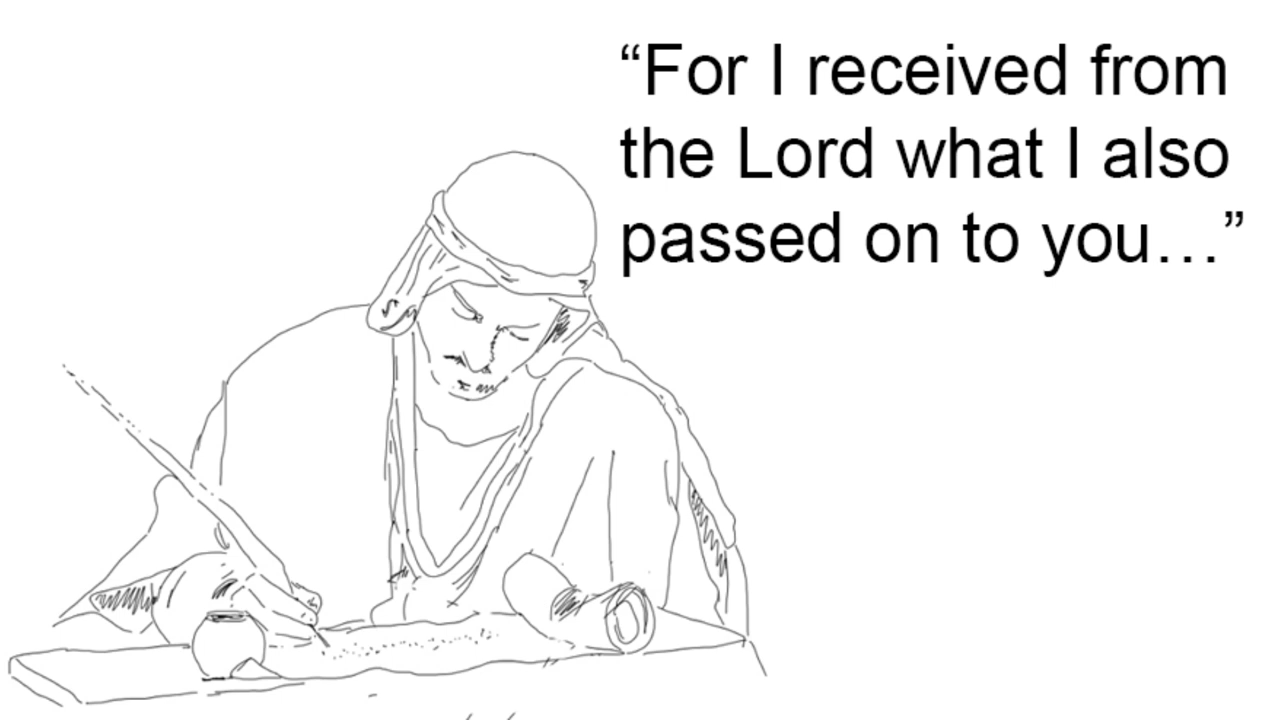 “For I received from
the Lord what I also
passed on to you…”